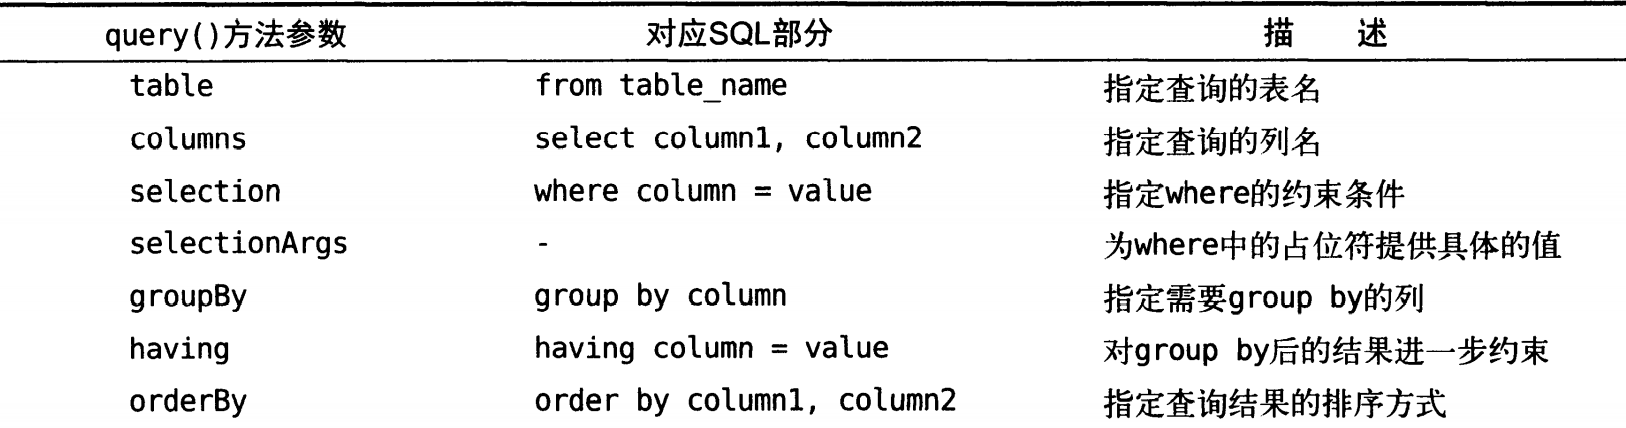 query()方法参数 对应SQL部分 描 述
table from table_name 指定查询的表名
columns select column1, column2 指定查询的列名
selection where column = value 指定where的约束条件
selectionArgs - 为where中的占位符提供具体的值
groupBy group by column 指定需要group by的列
having having column = value 对group by后的结果进一步约束
orderBy order by column1, column2 指定查询结果的排序方式